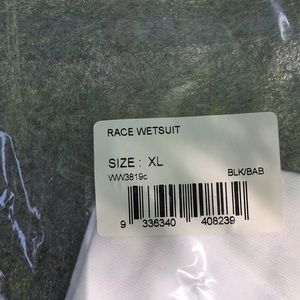 RACE WETSUIT
SIZE : XL
WW3819c BLK/BAB
9 336340 408239